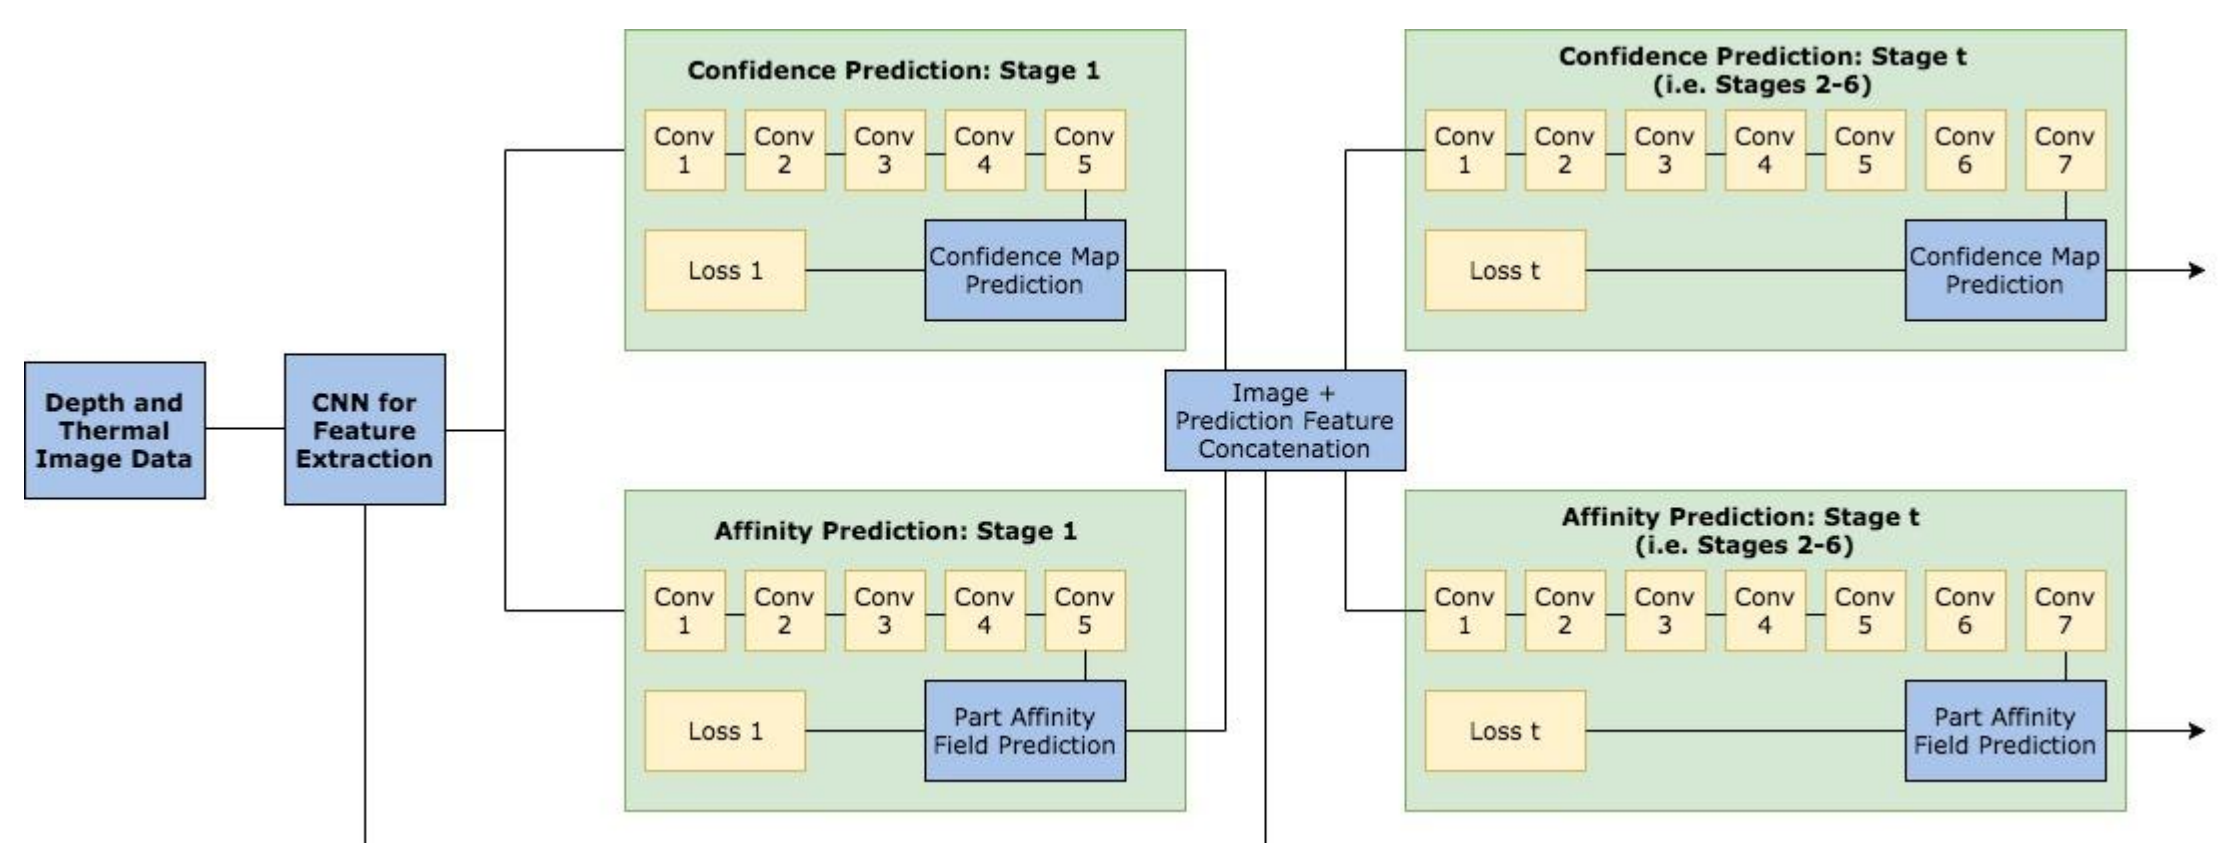 Depth and
Thermal
Image Data
CNN for
Feature
Extraction
Confidence Prediction: Stage 1
Conv
1
Conv
2
Conv
3
Conv
4
Conv
5
Loss 1
Confidence Map
Prediction
Affinity Prediction: Stage 1
Conv
1
Conv
2
Conv
3
Conv
4
Conv
5
Loss 1
Part Affinity
Field Prediction
Image +
Prediction Feature
Concatenation
Confidence Prediction: Stage t
(i.e. Stages 2-6)
Conv
1
Conv
2
Conv
3
Conv
4
Conv
5
Conv
6
Conv
7
Loss t
Confidence Map
Prediction
Affinity Prediction: Stage t
(i.e. Stages 2-6)
Conv
1
Conv
2
Conv
3
Conv
4
Conv
5
Conv
6
Conv
7
Loss t
Part Affinity
Field Prediction